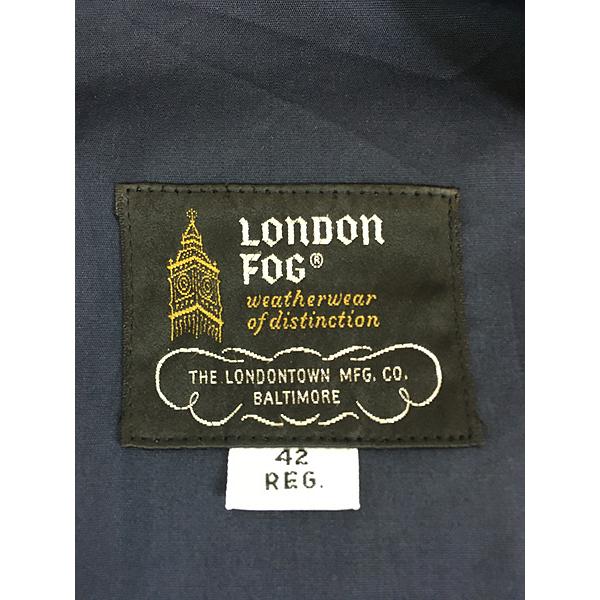 LONDON
FOG®
weatherwear
of distinction
THE LONDONTOWN MFG. CO.
BALTIMORE
42
REG.